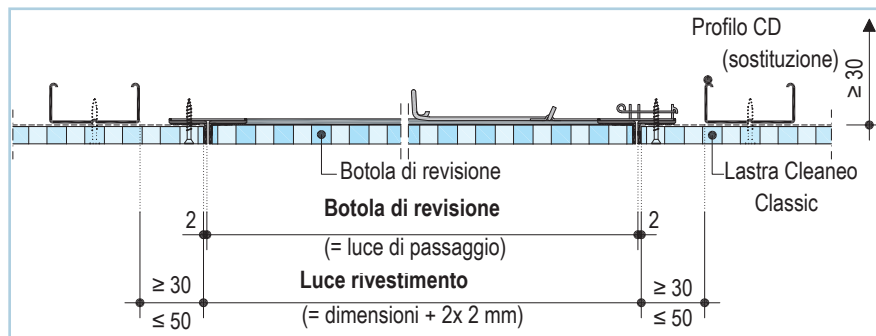 Profilo CD
(sostituzione)
≥ 30
Botola di revisione
Lastra Cleaneo
Classic
2
Botola di revisione
2
(= luce di passaggio)
≥ 30
Luce rivestimento
≥ 30
≤ 50
(= dimensioni + 2x 2 mm)
≤ 50